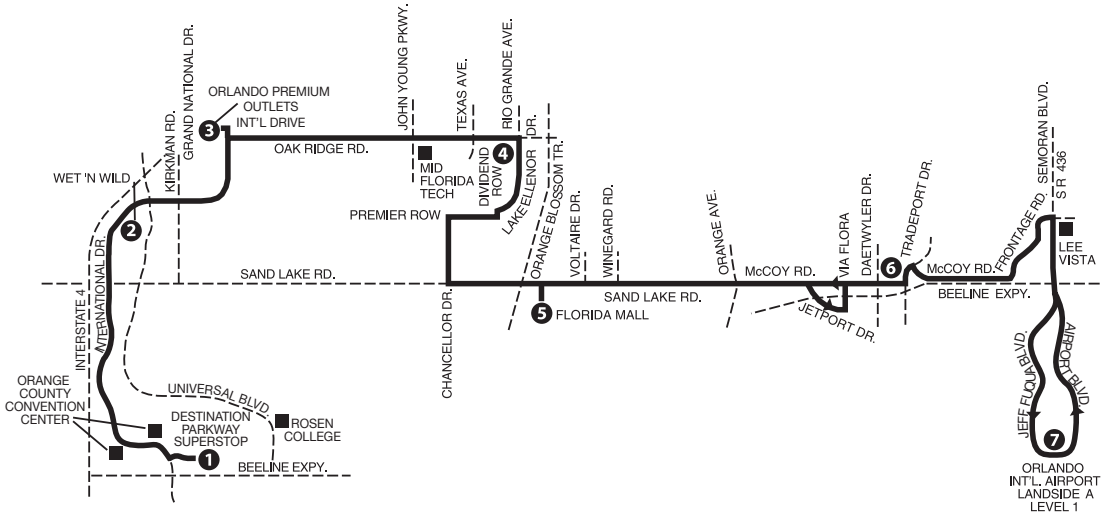 GRAND NATIONAL DR.
KIRKMAN RD.
ORLANDO PREMIUM
OUTLETS
INT'L DRIVE
3
JOHN YOUNG PKWY.
TEXAS AVE.
RIO GRANDE AVE.
DR.
OAK RIDGE RD.
4
MID
FLORIDA
TECH
DIVIDEND
ROW
LAKE ELLENOR
ORANGE BLOSSOM TR.
WET 'N WILD
2
PREMIER ROW
INTERNATIONAL DR.
SAND LAKE RD.
VOLTAIRE DR.
WINEGARD RD.
ORANGE AVE.
McCOY RD.
VIA FLORA
DAETWYLER DR.
TRADEPORT DR.
6
McCOY RD.
FRONTAGE RD.
SEMORAN BLVD.
S R 436
LEE
VISTA
SAND LAKE RD.
BEELINE EXPY.
JETPORT DR.
5
FLORIDA MALL
CHANCELLOR DR.
INTERSTATE 4
ORANGE
COUNTY
CONVENTION
CENTER
UNIVERSAL BLVD.
DESTINATION
PARKWAY
SUPERSTOP
1
ROSEN
COLLEGE
BEELINE EXPY.
JEFF FUQUA BLVD.
AIRPORT BLVD.
7
ORLANDO
INT'L. AIRPORT
LANDSIDE A
LEVEL 1